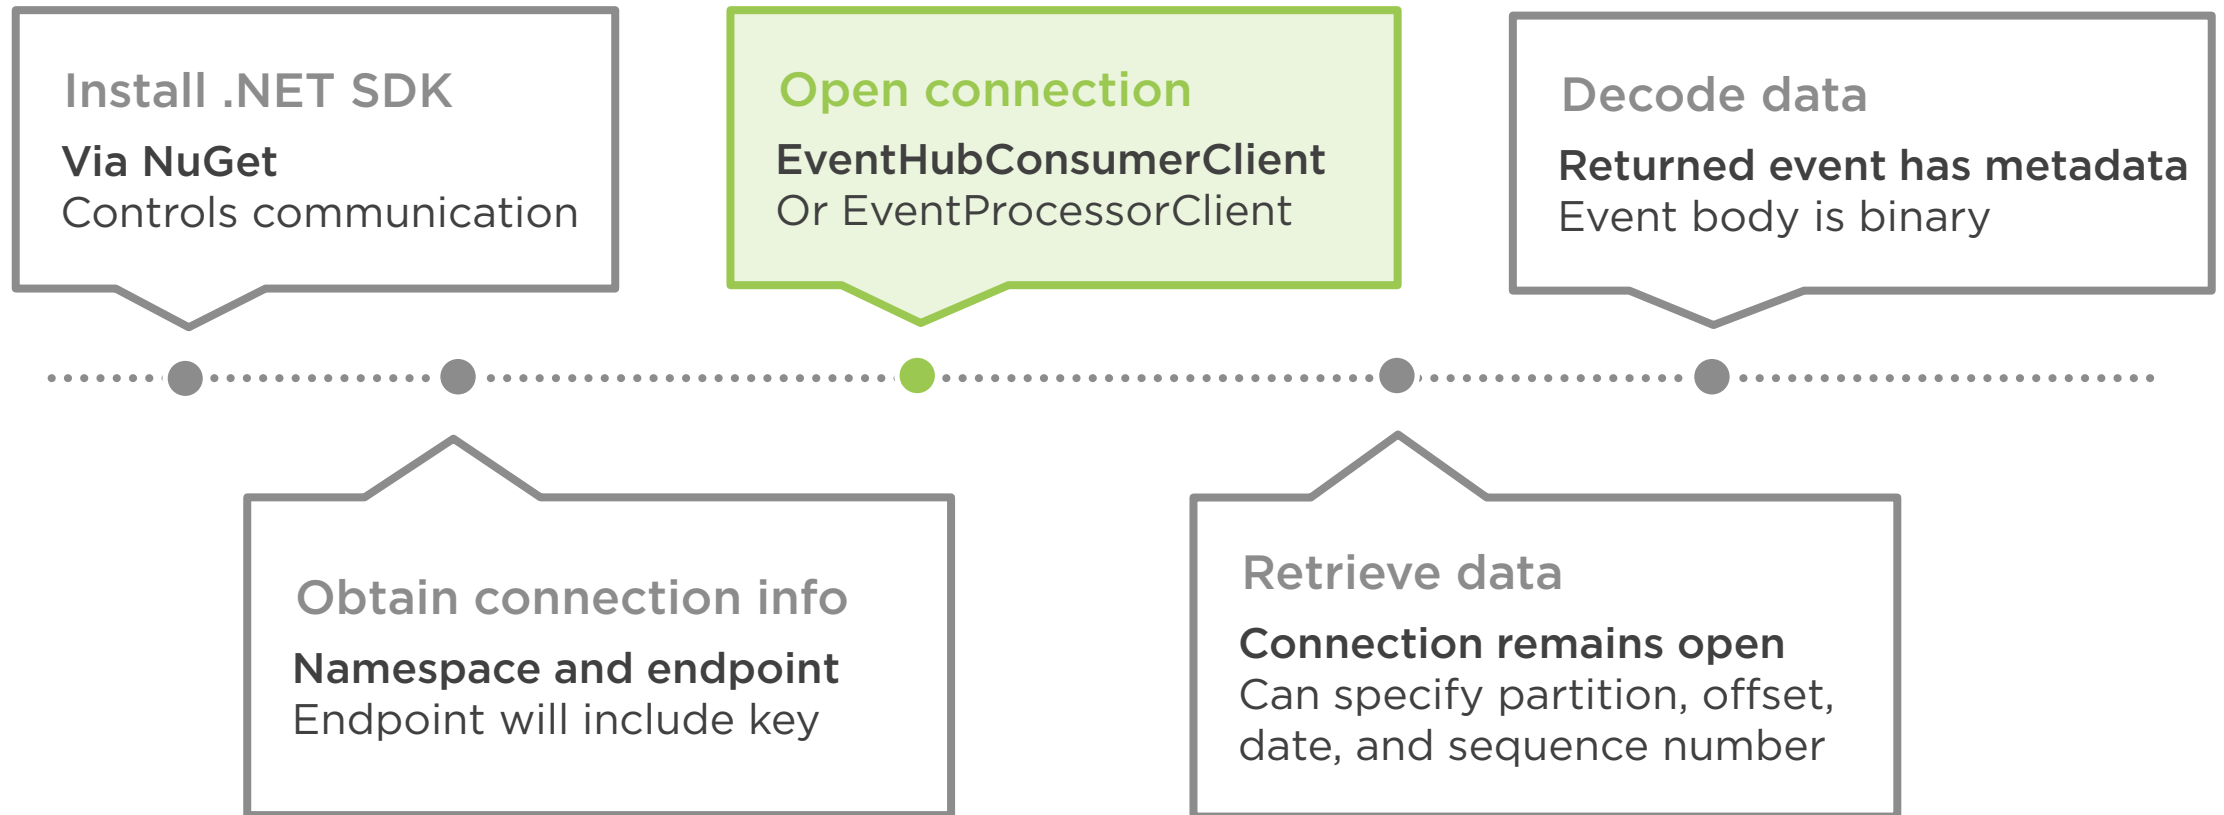 Install .NET SDK
Via NuGet
Controls communication
Obtain connection info
Namespace and endpoint
Endpoint will include key
Open connection
EventHubConsumerClient
Or EventProcessorClient
Retrieve data
Connection remains open
Can specify partition, offset,
date, and sequence number
Decode data
Returned event has metadata
Event body is binary